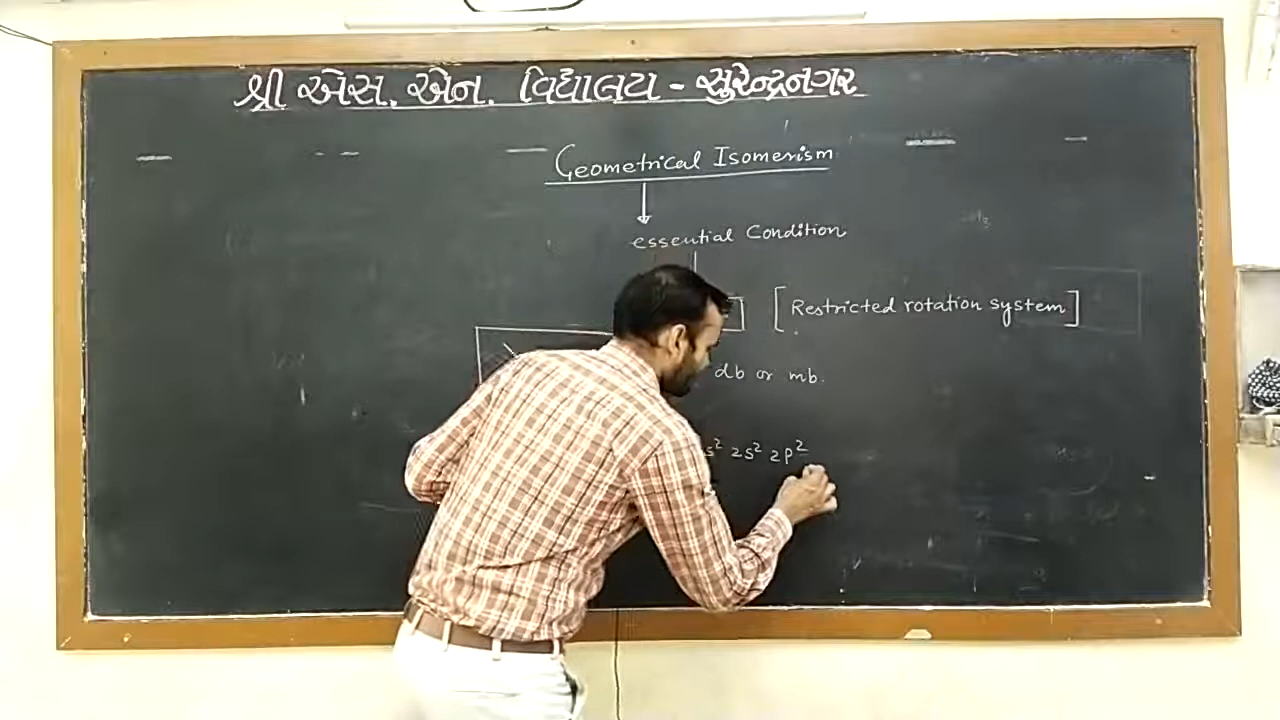 શ્રી એસ. એન. વિદ્યાલય - સુરેન્દ્રનગર
Geometrical Isomerism
essential Condition
[Restricted rotation system]
db or mb.
s² 2s² 2p²